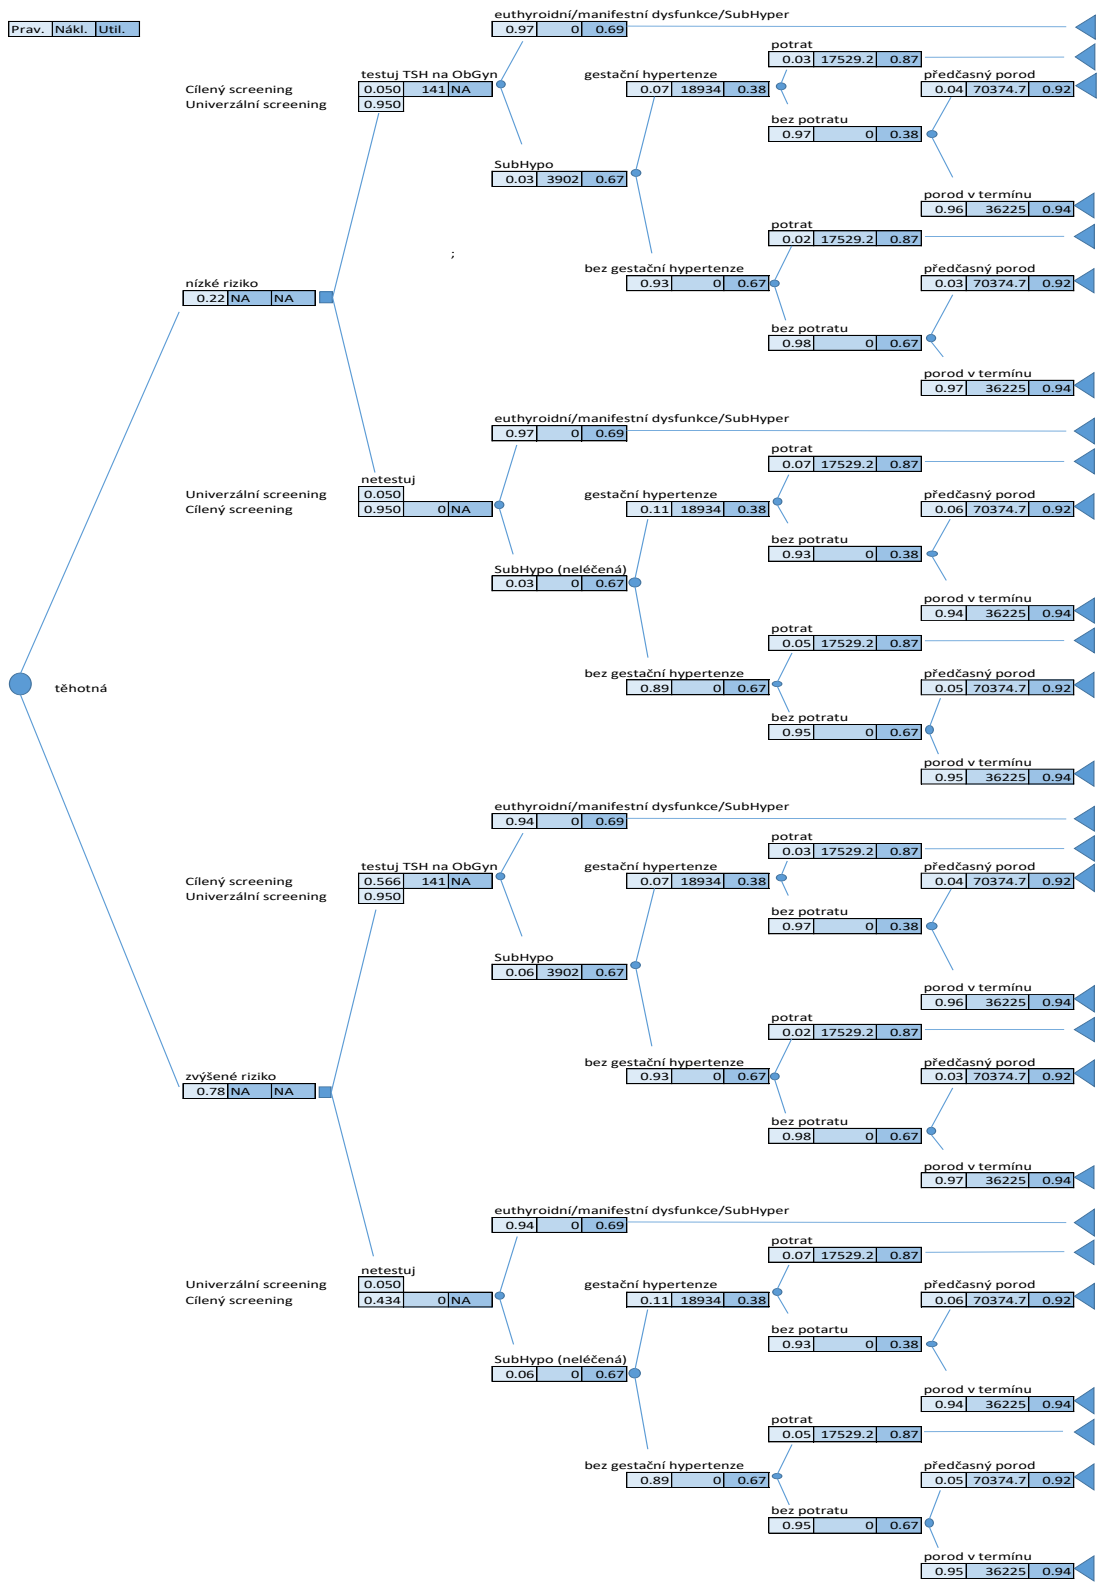 euthyroidní/manifestní dysfunkce/SubHyper
Prav. Nákl. Util. 0.97 0 0.69
potrat
0.03 17529.2 0.87
testuj TSH na ObGyn gestační hypertenze předčasný porod
Cílený screening 0.050 141 NA 0.07 18934 0.38 0.04 70374.7 0.92
Univerzální screening 0.950
bez potratu
0.97 0 0.38
SubHypo
0.03 3902 0.67
porod v termínu
0.96 36225 0.94
potrat
0.02 17529.2 0.87
;
bez gestační hypertenze předčasný porod
0.93 0 0.67 0.03 70374.7 0.92
nízké riziko
0.22 NA NA
bez potratu
0.98 0 0.67
porod v termínu
0.97 36225 0.94
euthyroidní/manifestní dysfunkce/SubHyper
0.97 0 0.69
potrat
0.07 17529.2 0.87
netestuj
Univerzální screening 0.050 gestační hypertenze předčasný porod
Cílený screening 0.950 0 NA 0.11 18934 0.38 0.06 70374.7 0.92
bez potratu
0.93 0 0.38
SubHypo (neléčená)
0.03 0 0.67
porod v termínu
0.94 36225 0.94
potrat
0.05 17529.2 0.87
bez gestační hypertenze předčasný porod
těhotná 0.89 0 0.67 0.05 70374.7 0.92
bez potratu
0.95 0 0.67
porod v termínu
0.95 36225 0.94
euthyroidní/manifestní dysfunkce/SubHyper
0.94 0 0.69
potrat
0.03 17529.2 0.87
testuj TSH na ObGyn gestační hypertenze předčasný porod
Cílený screening 0.566 141 NA 0.07 18934 0.38 0.04 70374.7 0.92
Univerzální screening 0.950
bez potratu
0.97 0 0.38
SubHypo
0.06 3902 0.67
porod v termínu
0.96 36225 0.94
potrat
0.02 17529.2 0.87
bez gestační hypertenze předčasný porod
0.93 0 0.67 0.03 70374.7 0.92
zvýšené riziko
0.78 NA NA
bez potratu
0.98 0 0.67
porod v termínu
0.97 36225 0.94
euthyroidní/manifestní dysfunkce/SubHyper
0.94 0 0.69
potrat
0.07 17529.2 0.87
netestuj
Univerzální screening 0.050 gestační hypertenze předčasný porod
Cílený screening 0.434 0 NA 0.11 18934 0.38 0.06 70374.7 0.92
bez potartu
0.93 0 0.38
SubHypo (neléčená)
0.06 0 0.67
porod v termínu
0.94 36225 0.94
potrat
0.05 17529.2 0.87
bez gestační hypertenze předčasný porod
0.89 0 0.67 0.05 70374.7 0.92
bez potratu
0.95 0 0.67
porod v termínu
0.95 36225 0.94